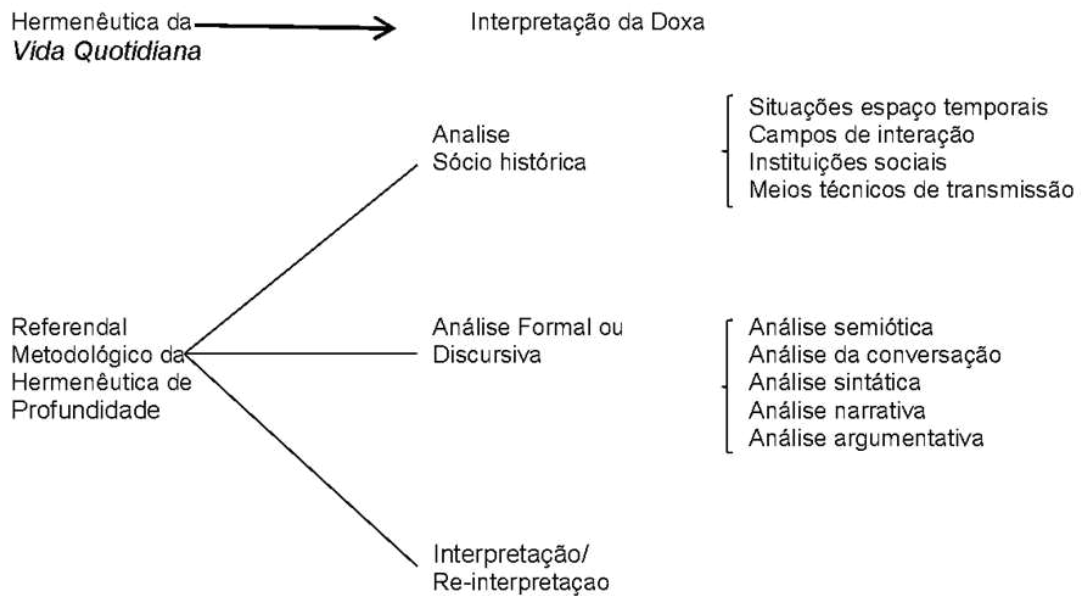 Hermenêutica da
Vida Quotidiana
Interpretação da Doxa
Analise
Sócio histórica
Situações espaço temporais
Campos de interação
Instituições sociais
Meios técnicos de transmissão
Referendal
Metodológico da
Hermenêutica de
Profundidade
Análise Formal ou
Discursiva
Análise semiótica
Análise da conversação
Análise sintática
Análise narrativa
Análise argumentativa
Interpretação/
Re-interpretaçao